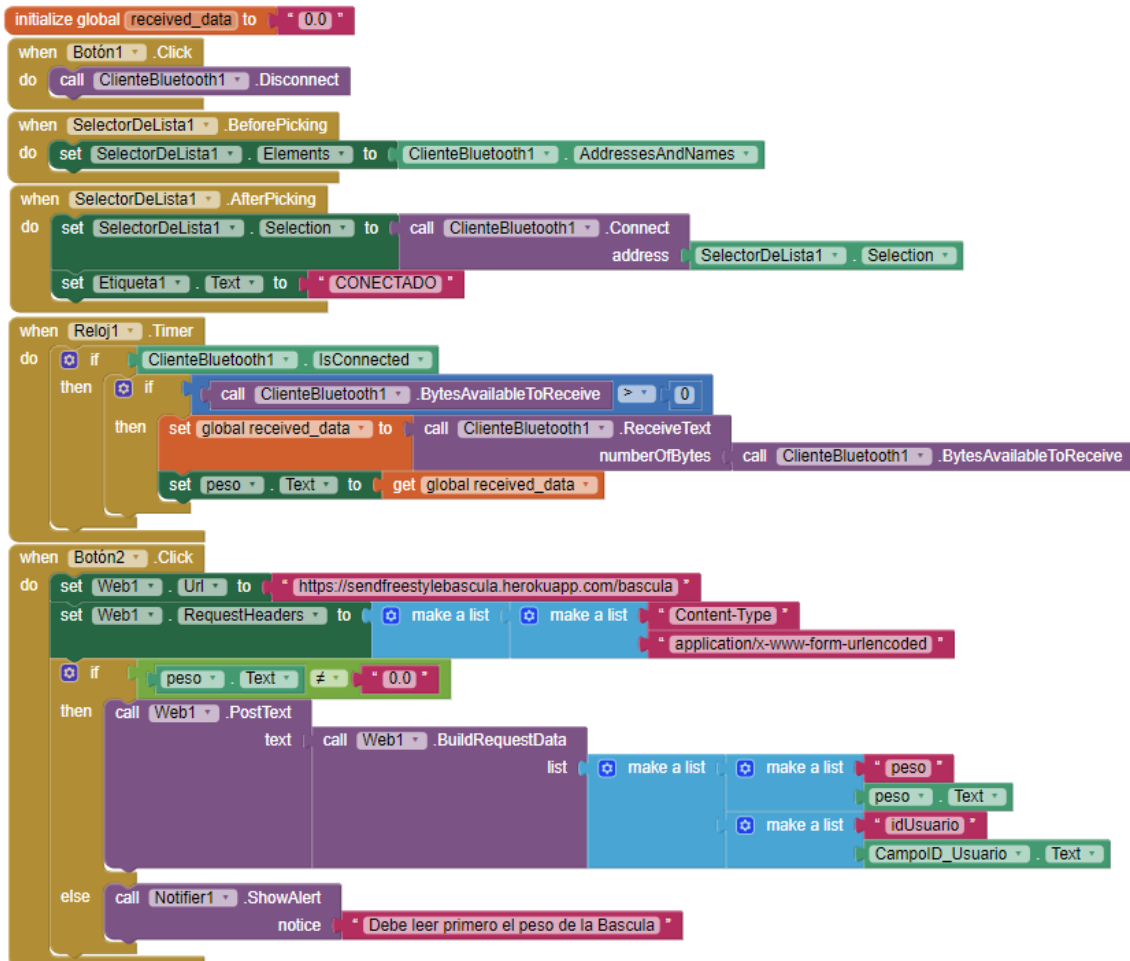 initialize global received_data to " 0.0 "
when Botón1 .Click
do call ClienteBluetooth1 .Disconnect
when SelectorDeLista1 .BeforePicking
do set SelectorDeLista1 . Elements to ClienteBluetooth1 . AddressesAndNames
when SelectorDeLista1 .AfterPicking
do set SelectorDeLista1 . Selection to call ClienteBluetooth1 .Connect
address SelectorDeLista1 . Selection
set Etiqueta1 . Text to " CONECTADO "
when Reloj1 .Timer
do if ClienteBluetooth1 . IsConnected
then if call ClienteBluetooth1 .BytesAvailableToReceive > 0
then set global received_data to call ClienteBluetooth1 .ReceiveText
numberOfBytes call ClienteBluetooth1 .BytesAvailableToReceive
set peso . Text to get global received_data
when Botón2 .Click
do set Web1 . Url to " https://sendfreestylebascula.herokuapp.com/bascula "
set Web1 . RequestHeaders to make a list make a list " Content-Type "
" application/x-www-form-urlencoded "
if peso . Text ≠ " 0.0 "
then call Web1 .PostText
text call Web1 .BuildRequestData
list make a list make a list " peso "
peso . Text
make a list " idUsuario "
CampoID_Usuario . Text
else call Notifier1 .ShowAlert
notice " Debe leer primero el peso de la Bascula "